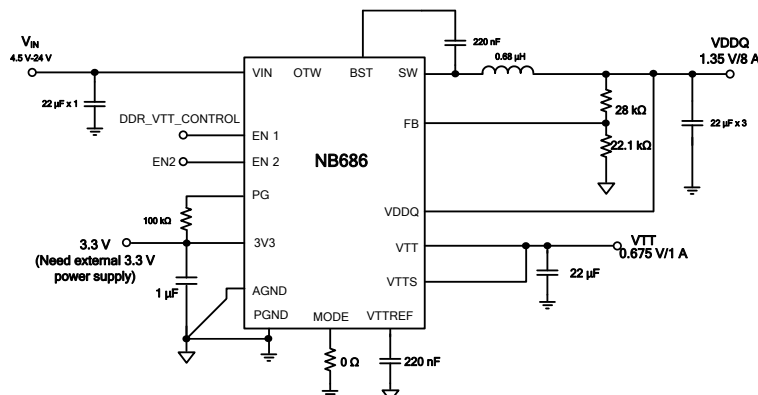 VIN
4.5 V-24 V
22 µF x 1
DDR_VTT_CONTROL
EN2
100 kΩ
3.3 V
(Need external 3.3 V
power supply)
1 µF
VIN
OTW
BST
SW
EN 1
EN 2
PG
3V3
AGND
PGND
MODE
VTTREF
NB686
FB
VDDQ
VTT
VTTS
220 nF
0.68 µH
VDDQ
1.35 V/8 A
28 kΩ
22.1 kΩ
22 µF x 3
VTT
0.675 V/1 A
22 µF
0 Ω
220 nF